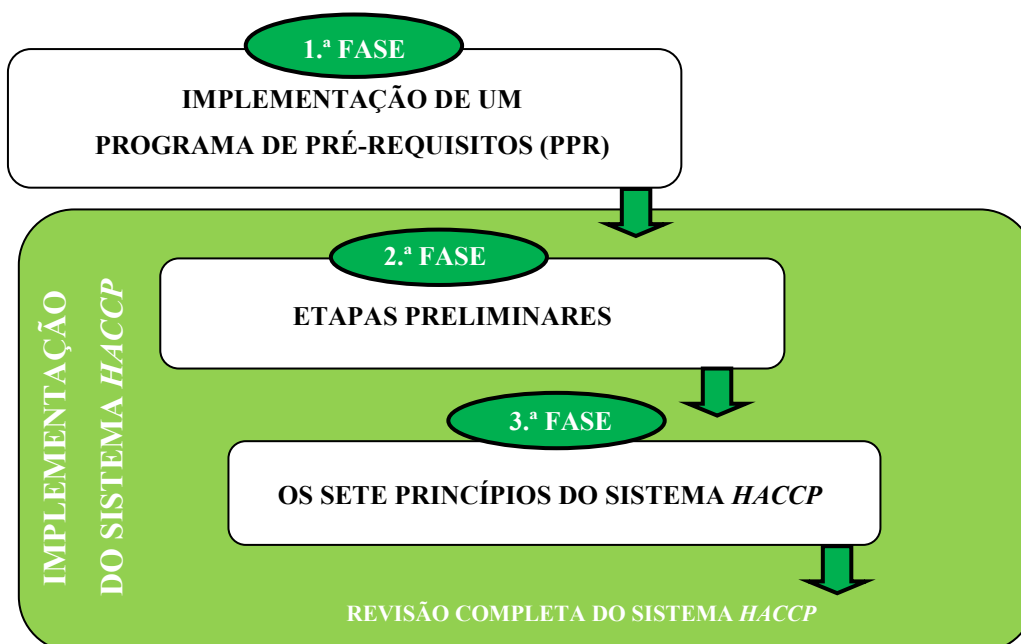 1.ª FASE
IMPLEMENTAÇÃO DE UM
PROGRAMA DE PRÉ-REQUISITOS (PPR)
IMPLEMENTAÇÃO
DO SISTEMA HACCP
2.ª FASE
ETAPAS PRELIMINARES
3.ª FASE
OS SETE PRINCÍPIOS DO SISTEMA HACCP
REVISÃO COMPLETA DO SISTEMA HACCP